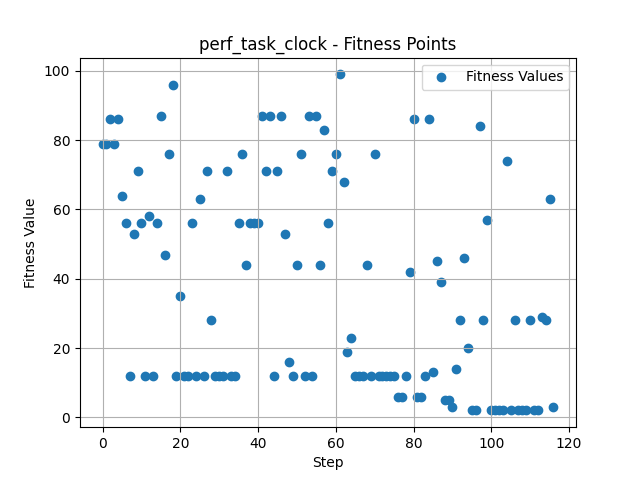 perf_task_clock - Fitness Points
Fitness Values
100
80
60
40
20
0
Fitness Value
0 20 40 60 80 100 120
Step